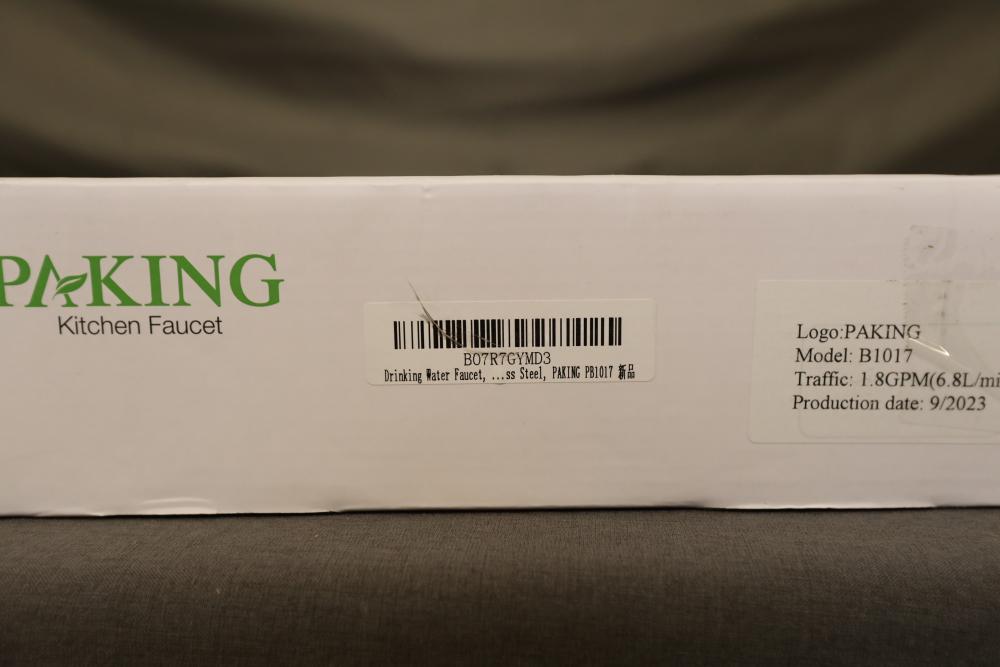 PAKING
Kitchen Faucet
B07R7GYMD3
Drinking Water Faucet, ...ss Steel, PAKING PB1017 新品
Logo:PAKING
Model: B1017
Traffic: 1.8GPM(6.8L/mi
Production date: 9/2023